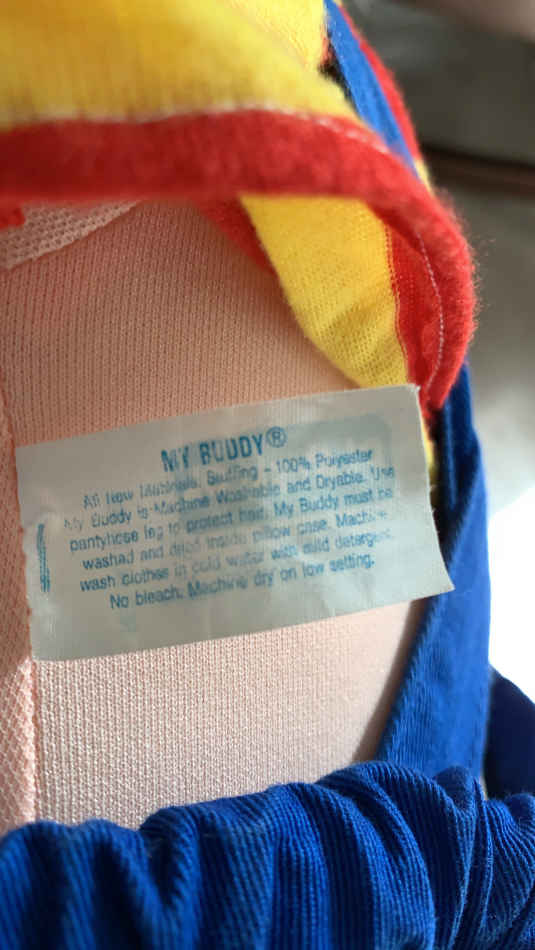 MY BUDDY®
All New Materials. Stuffing - 100% Polyester
My Buddy is Machine Washable and Dryable. Use
pantyhose leg to protect hair. My Buddy must be
washed and dried inside pillow case. Machine
wash clothes in cold water with mild detergent.
No bleach. Machine dry on low setting.